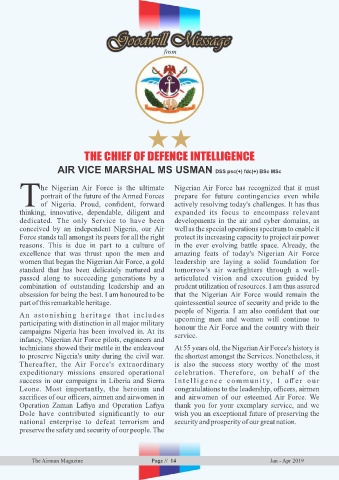 Goodwill Message
from
THE CHIEF OF DEFENCE INTELLIGENCE
AIR VICE MARSHAL MS USMAN DSS psc(+) fdc(+) BSc MSc
The Nigerian Air Force is the ultimate
portrait of the future of the Armed Forces
of Nigeria. Proud, confident, forward
thinking, innovative, dependable, diligent and
dedicated. The only Service to have been
conceived by an independent Nigeria, our Air
Force stands tall amongst its peers for all the right
reasons. This is due in part to a culture of
excellence that was thrust upon the men and
women that began the Nigerian Air Force, a gold
standard that has been delicately nurtured and
passed along to succeeding generations by a
combination of outstanding leadership and an
obsession for being the best. I am honoured to be
part of this remarkable heritage.
An astonishing heritage that includes
participating with distinction in all major military
campaigns Nigeria has been involved in. At its
infancy, Nigerian Air Force pilots, engineers and
technicians showed their mettle in the endeavour
to preserve Nigeria's unity during the civil war.
Thereafter, the Air Force's extraordinary
expeditionary missions ensured operational
success in our campaigns in Liberia and Sierra
Leone. Most importantly, the heroism and
sacrifices of our officers, airmen and airwomen in
Operation Zaman Lafiya and Operation Lafiya
Dole have contributed significantly to our
national enterprise to defeat terrorism and
preserve the safety and security of our people. The
Nigerian Air Force has recognized that it must
prepare for future contingencies even while
actively resolving today's challenges. It has thus
expanded its focus to encompass relevant
developments in the air and cyber domains, as
well as the special operations spectrum to enable it
protect its increasing capacity to project air power
in the ever evolving battle space. Already, the
amazing feats of today's Nigerian Air Force
leadership are laying a solid foundation for
tomorrow's air warfighters through a well-
articulated vision and execution guided by
prudent utilization of resources. I am thus assured
that the Nigerian Air Force would remain the
quintessential source of security and pride to the
people of Nigeria. I am also confident that our
upcoming men and women will continue to
honour the Air Force and the country with their
service.
At 55 years old, the Nigerian Air Force's history is
the shortest amongst the Services. Nonetheless, it
is also the success story worthy of the most
celebration. Therefore, on behalf of the
Intelligence community, I offer our
congratulations to the leadership, officers, airmen
and airwomen of our esteemed Air Force. We
thank you for your exemplary service, and we
wish you an exceptional future of preserving the
security and prosperity of our great nation.
The Airman Magazine
Page // 14
Jan - Apr 2019